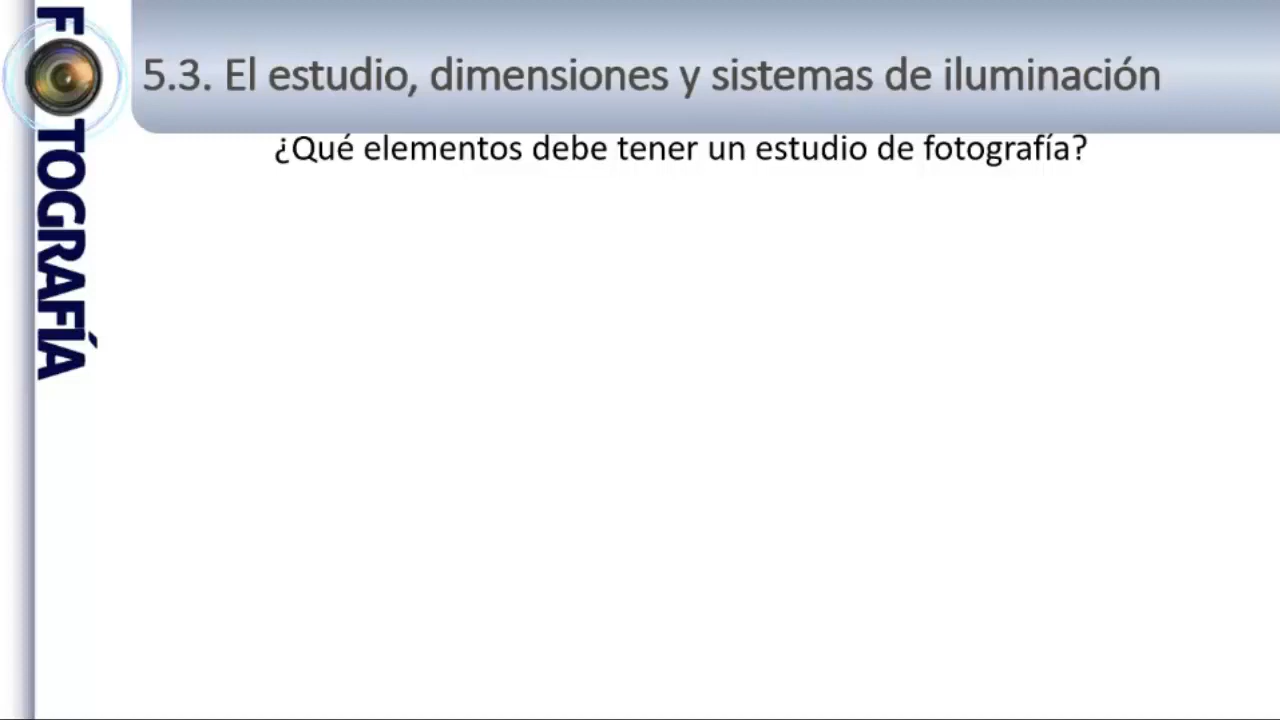 FOTOGRAFÍA
5.3. El estudio, dimensiones y sistemas de iluminación
¿Qué elementos debe tener un estudio de fotografía?